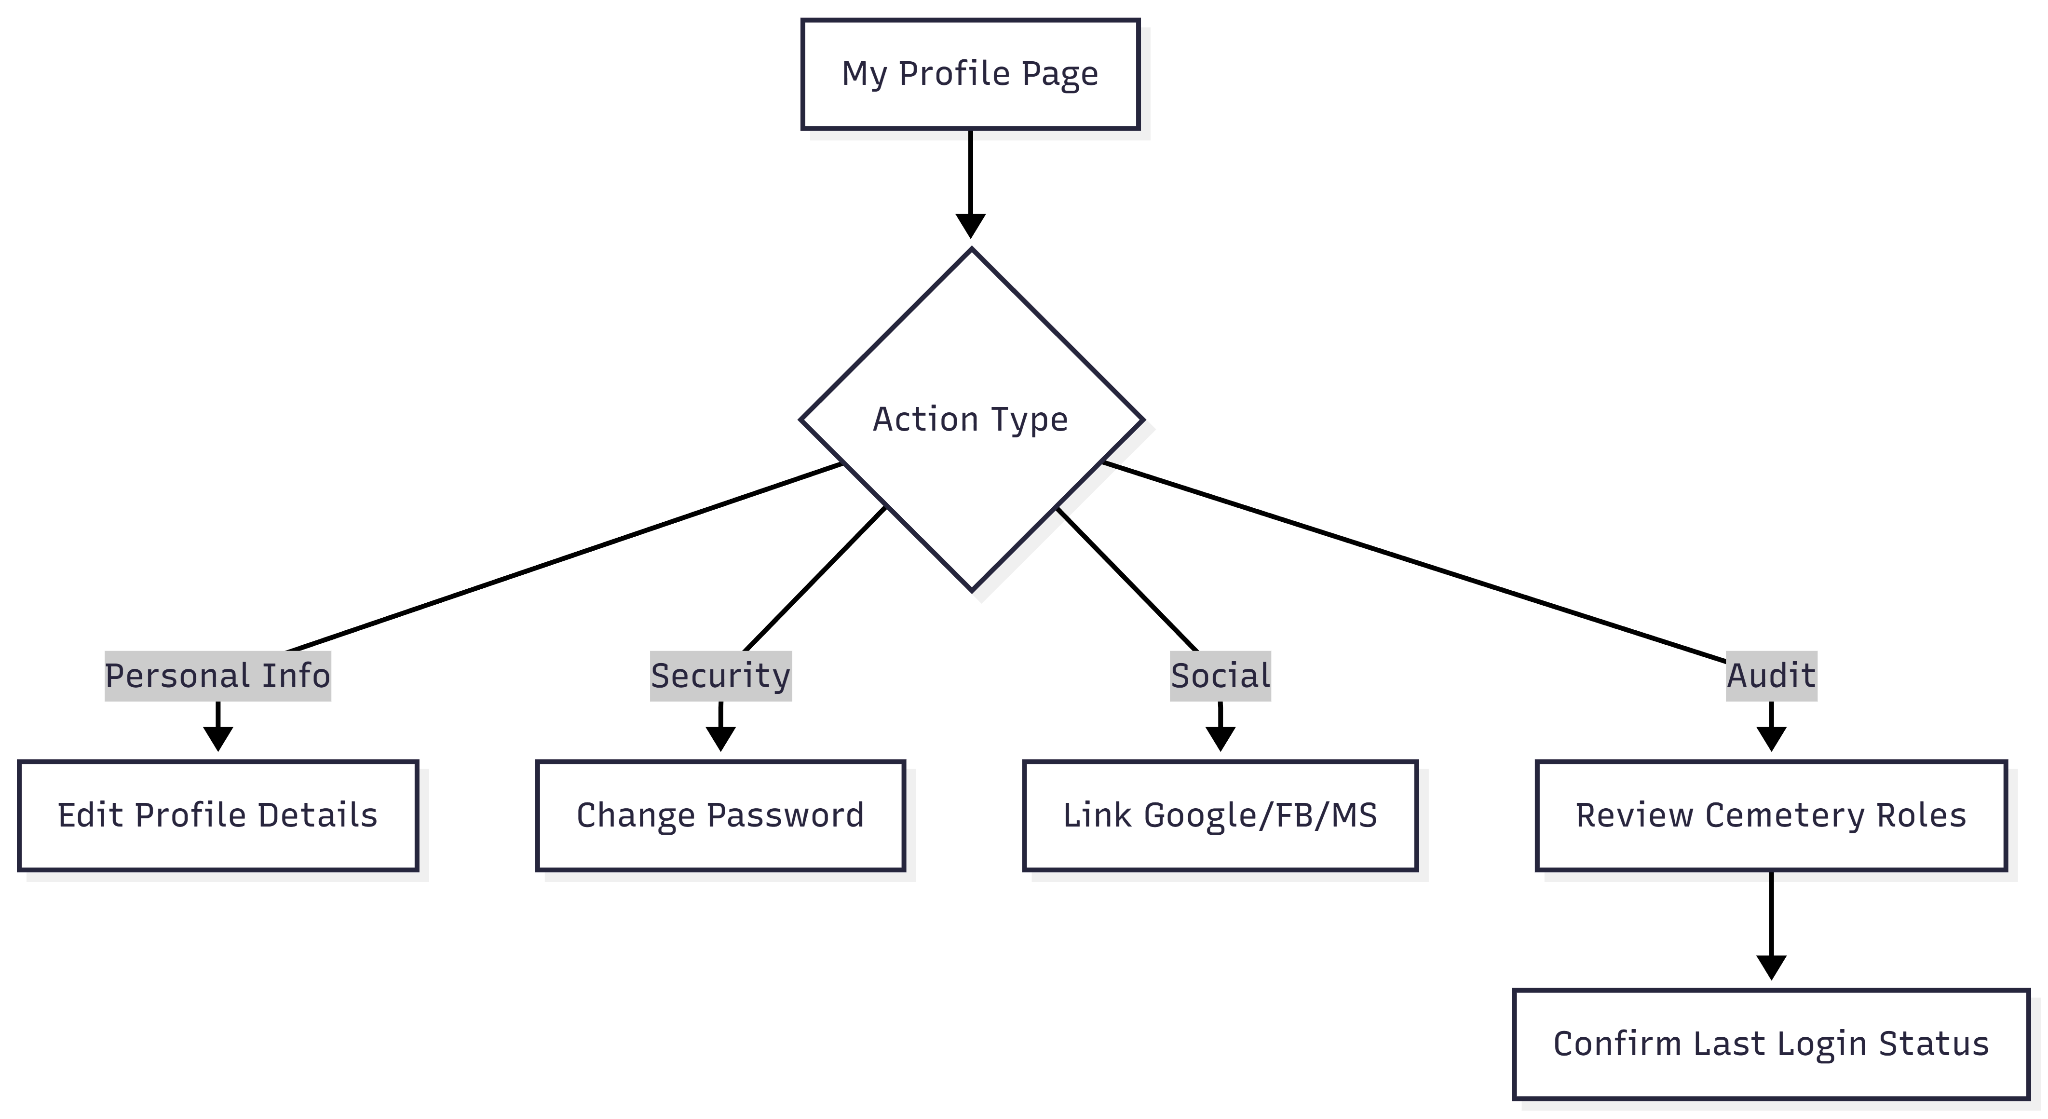 My Profile Page
Action Type
Personal Info
Security
Social
Audit
Edit Profile Details
Change Password
Link Google/FB/MS
Review Cemetery Roles
Confirm Last Login Status